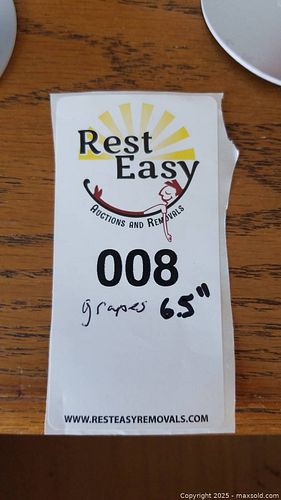 Rest
Easy
AUCTIONS AND REMOVALS
008
grapes 6.5"
WWW.RESTEASYREMOVALS.COM
Copyright 2025 - maxsold.com